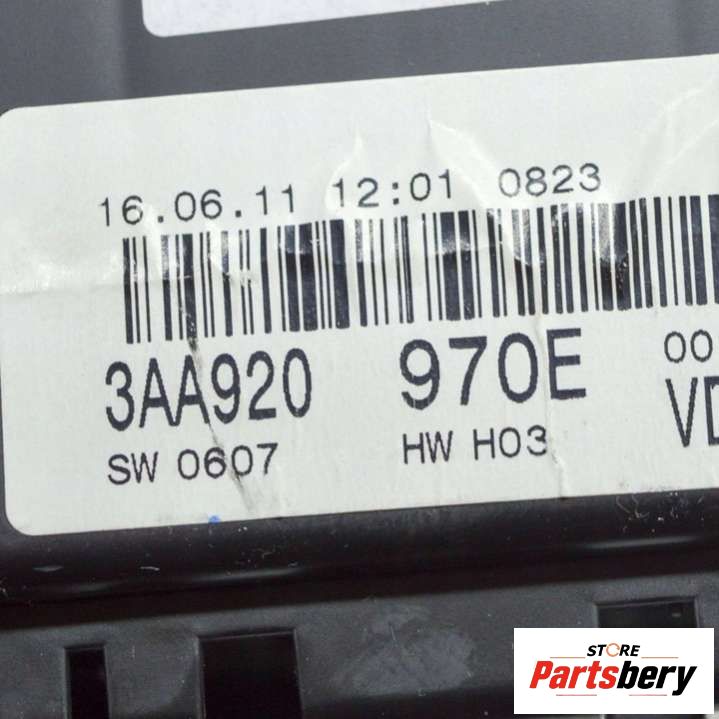 16.06.11 12:01 0823
3AA920 970E 00
SW 0607 HW H03 VD
STORE
Partsbery